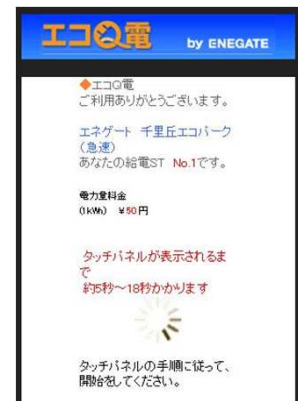 エコQ電
by ENEGATE
◆エコQ電
ご利用ありがとうございます。
エネゲート 千里丘エコパーク
(急速)
あなたの給電ST No.1です。
電力量料金
(1kWh) ¥50円
タッチパネルが表示されるま
で
約5秒～18秒かかります
タッチパネルの手順に従って、
開始をしてください。